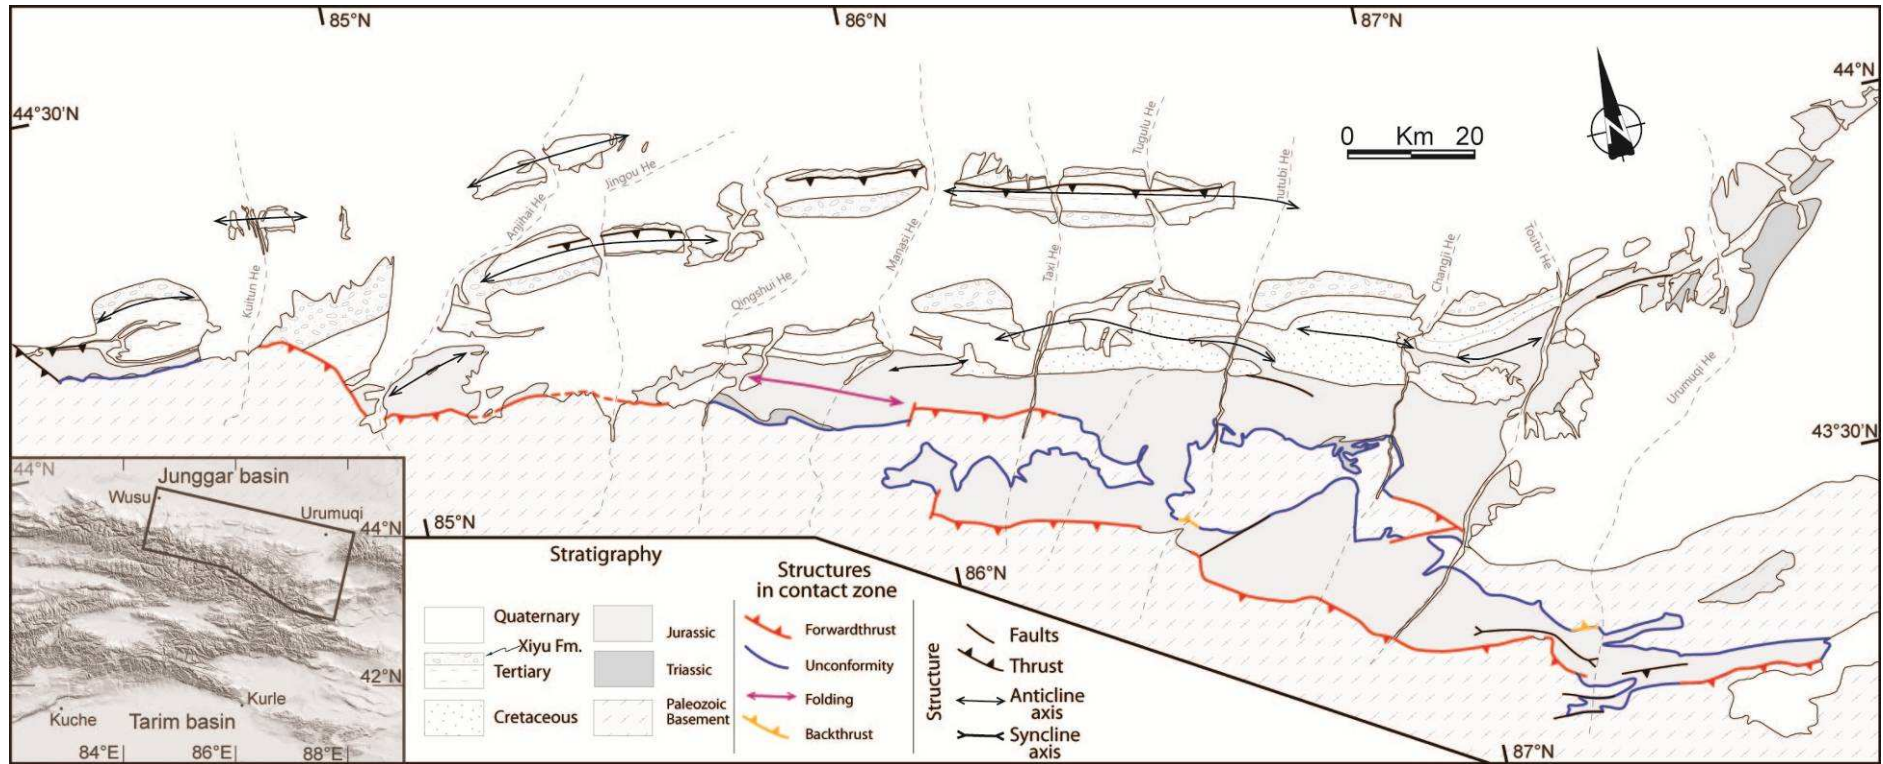 85°N
86°N
87°N
44°N
44°30'N
0 Km 20
Tugulu He
Jingou He
Anjihai He
utubi He
Toutu He
Kuitun He
Qingshui He
Manasi He
Taxi He
Changji He
Urumuqi He
43°30'N
44°N
Junggar basin
Wusu
Urumuqi
44°N
42°N
Kurle
Kuche
Tarim basin
84°E
86°E
88°E
85°N
86°N
87°N
Stratigraphy
Quaternary
Xiyu Fm.
Tertiary
Cretaceous
Jurassic
Triassic
Paleozoic
Basement
Structures
in contact zone
Forwardthrust
Unconformity
Folding
Backthrust
Structure
Faults
Thrust
Anticline
axis
Syncline
axis